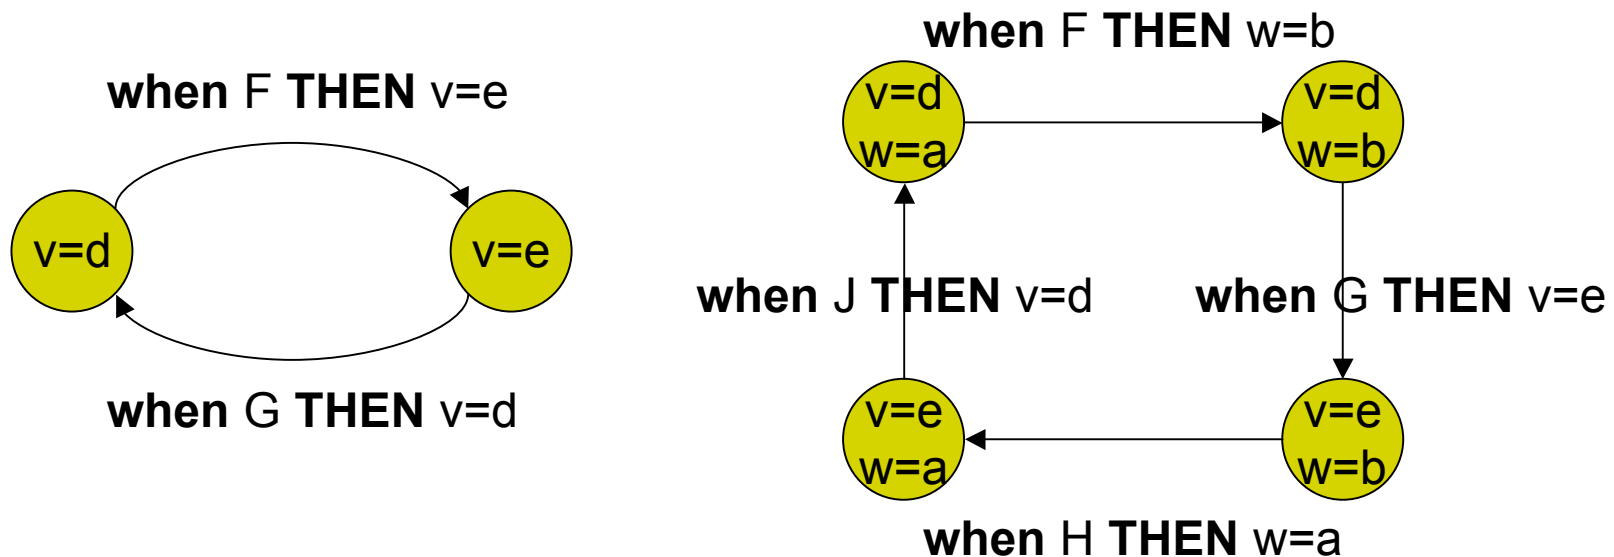 when F THEN v=e
v=d
v=e
when G THEN v=d
when F THEN w=b
v=d
w=a
v=d
w=b
when J THEN v=d
when G THEN v=e
v=e
w=a
v=e
w=b
when H THEN w=a